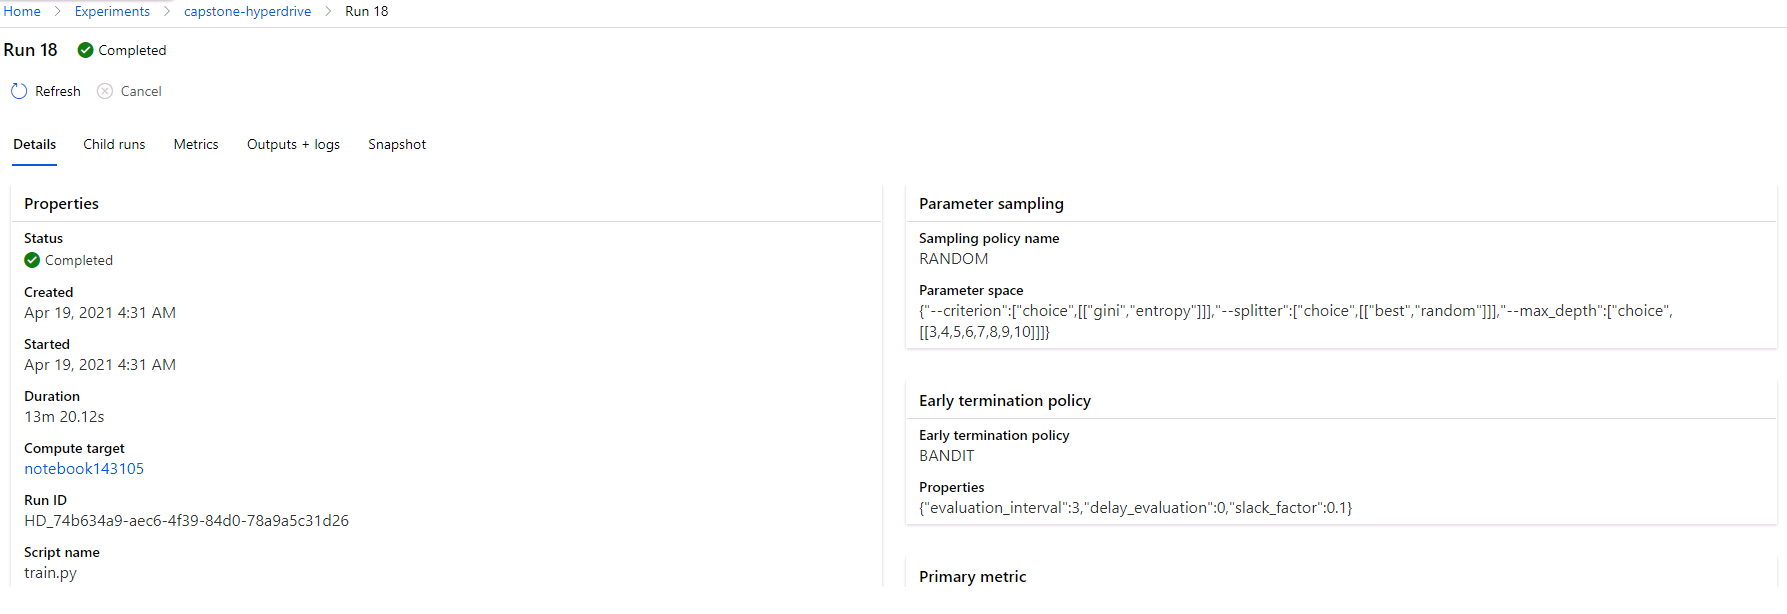 Home > Experiments > capstone-hyperdrive > Run 18
Run 18 Completed
Refresh Cancel
Details Child runs Metrics Outputs + logs Snapshot
Properties
Status
Completed
Created
Apr 19, 2021 4:31 AM
Started
Apr 19, 2021 4:31 AM
Duration
13m 20.12s
Compute target
notebook143105
Run ID
HD_74b634a9-aec6-4f39-84d0-78a9a5c31d26
Script name
train.py
Parameter sampling
Sampling policy name
RANDOM
Parameter space
{"--criterion":["choice",[["gini","entropy"]]],"--splitter":["choice",[["best","random"]]],"--max_depth":["choice",
[[3,4,5,6,7,8,9,10]]]}
Early termination policy
Early termination policy
BANDIT
Properties
{"evaluation_interval":3,"delay_evaluation":0,"slack_factor":0.1}
Primary metric